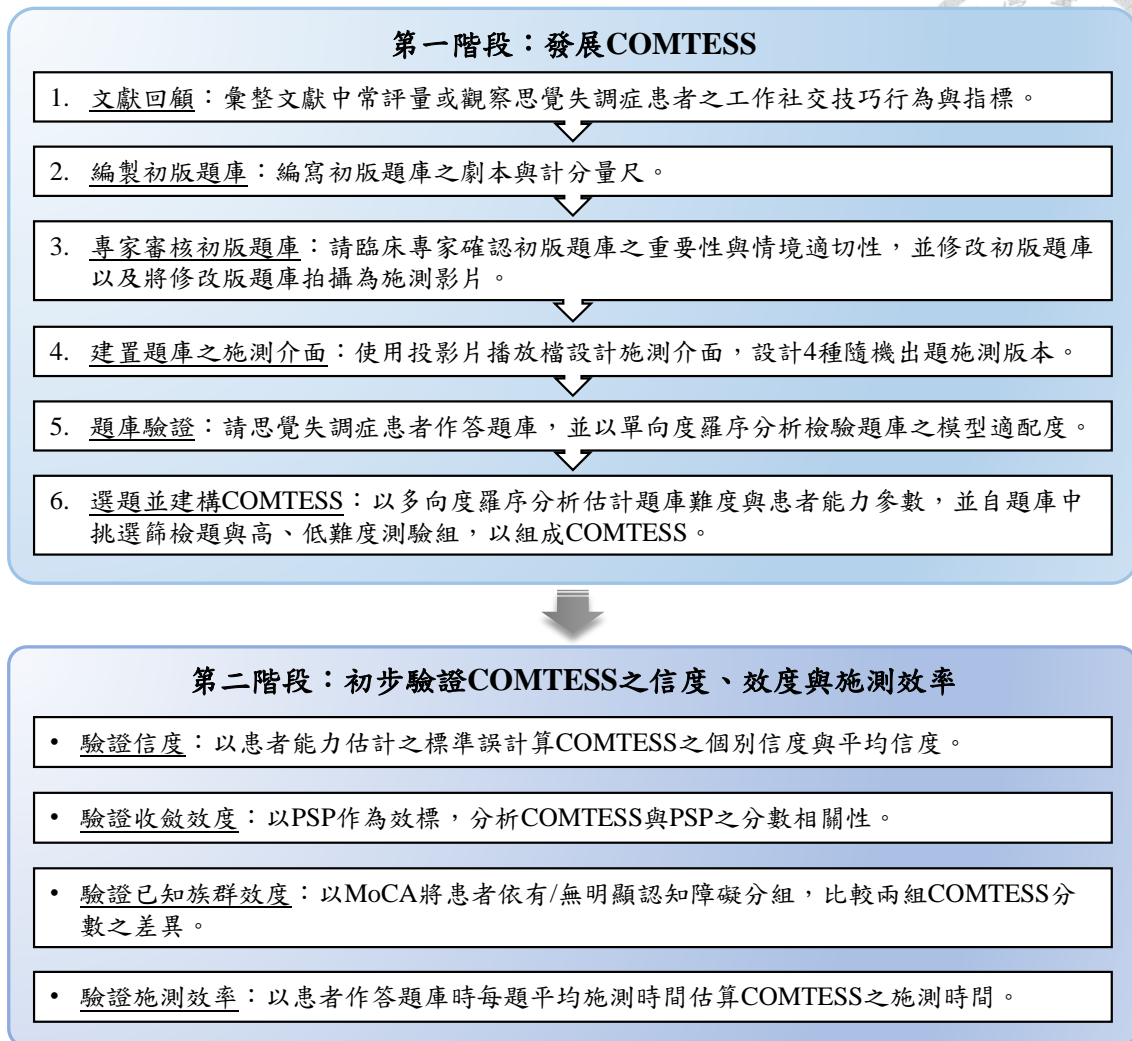 第一階段：發展COMTESS
1. 文獻回顧：彙整文獻中常評量或觀察思覺失調症患者之工作社交技巧行為與指標。
2. 編製初版題庫：編寫初版題庫之劇本與計分量尺。
3. 專家審核初版題庫：請臨床專家確認初版題庫之重要性與情境適切性，並修改初版題庫
以及將修改版題庫拍攝為施測影片。
4. 建置題庫之施測介面：使用投影片播放檔設計施測介面，設計4種隨機出題施測版本。
5. 題庫驗證：請思覺失調症患者作答題庫，並以單向度羅序分析檢驗題庫之模型適配度。
6. 選題並建構COMTESS：以多向度羅序分析估計題庫難度與患者能力參數，並自題庫中
挑選篩檢題與高、低難度測驗組，以組成COMTESS。
第二階段：初步驗證COMTESS之信度、效度與施測效率
• 驗證信度：以患者能力估計之標準誤計算COMTESS之個別信度與平均信度。
• 驗證收斂效度：以PSP作為效標，分析COMTESS與PSP之分數相關性。
• 驗證已知族群效度：以MoCA將患者依有/無明顯認知障礙分組，比較兩組COMTESS分
數之差異。
• 驗證施測效率：以患者作答題庫時每題平均施測時間估算COMTESS之施測時間。